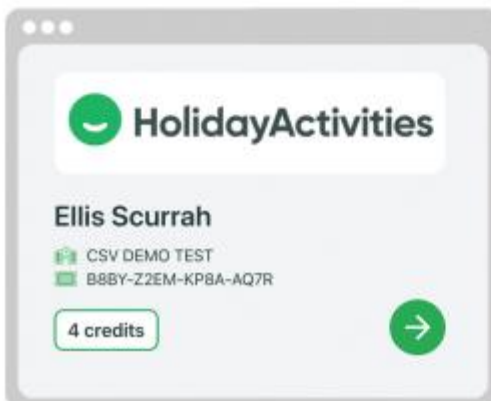 HolidayActivities
Ellis Scurrah
CSV DEMO TEST
B8BY-Z2EM-KP8A-AQ7R
4 credits